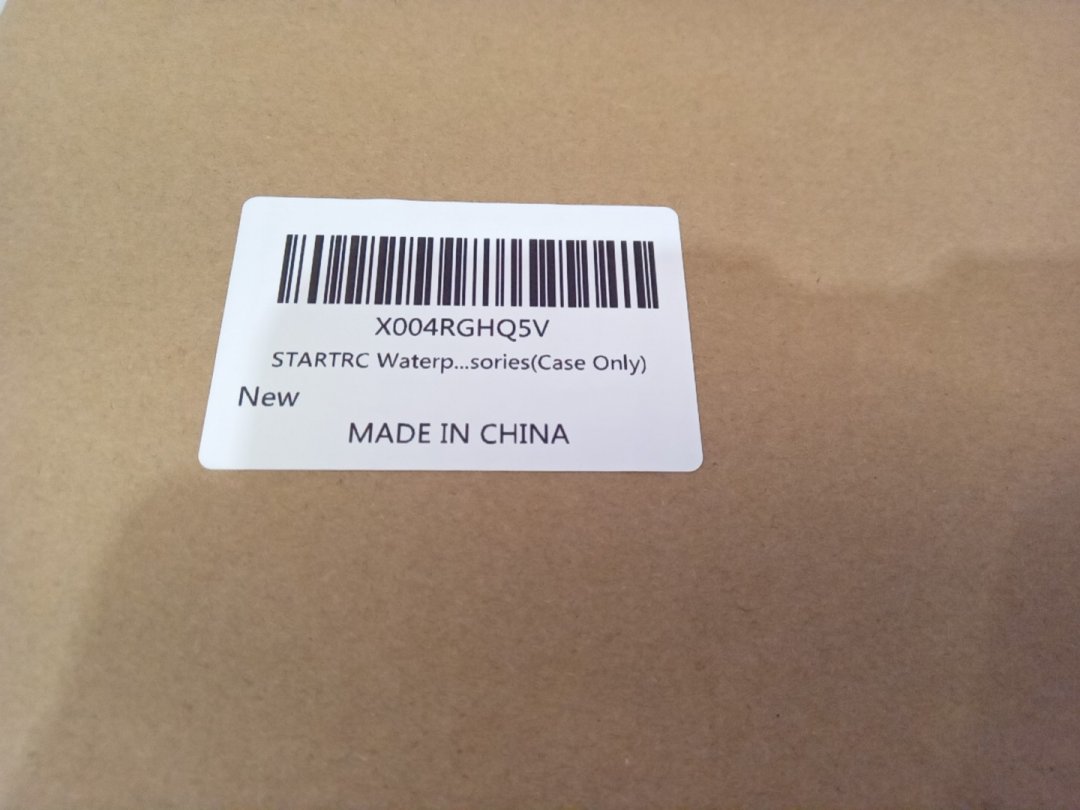 X004RGHQ5V
STARTRC Waterp...sories(Case Only)
New
MADE IN CHINA